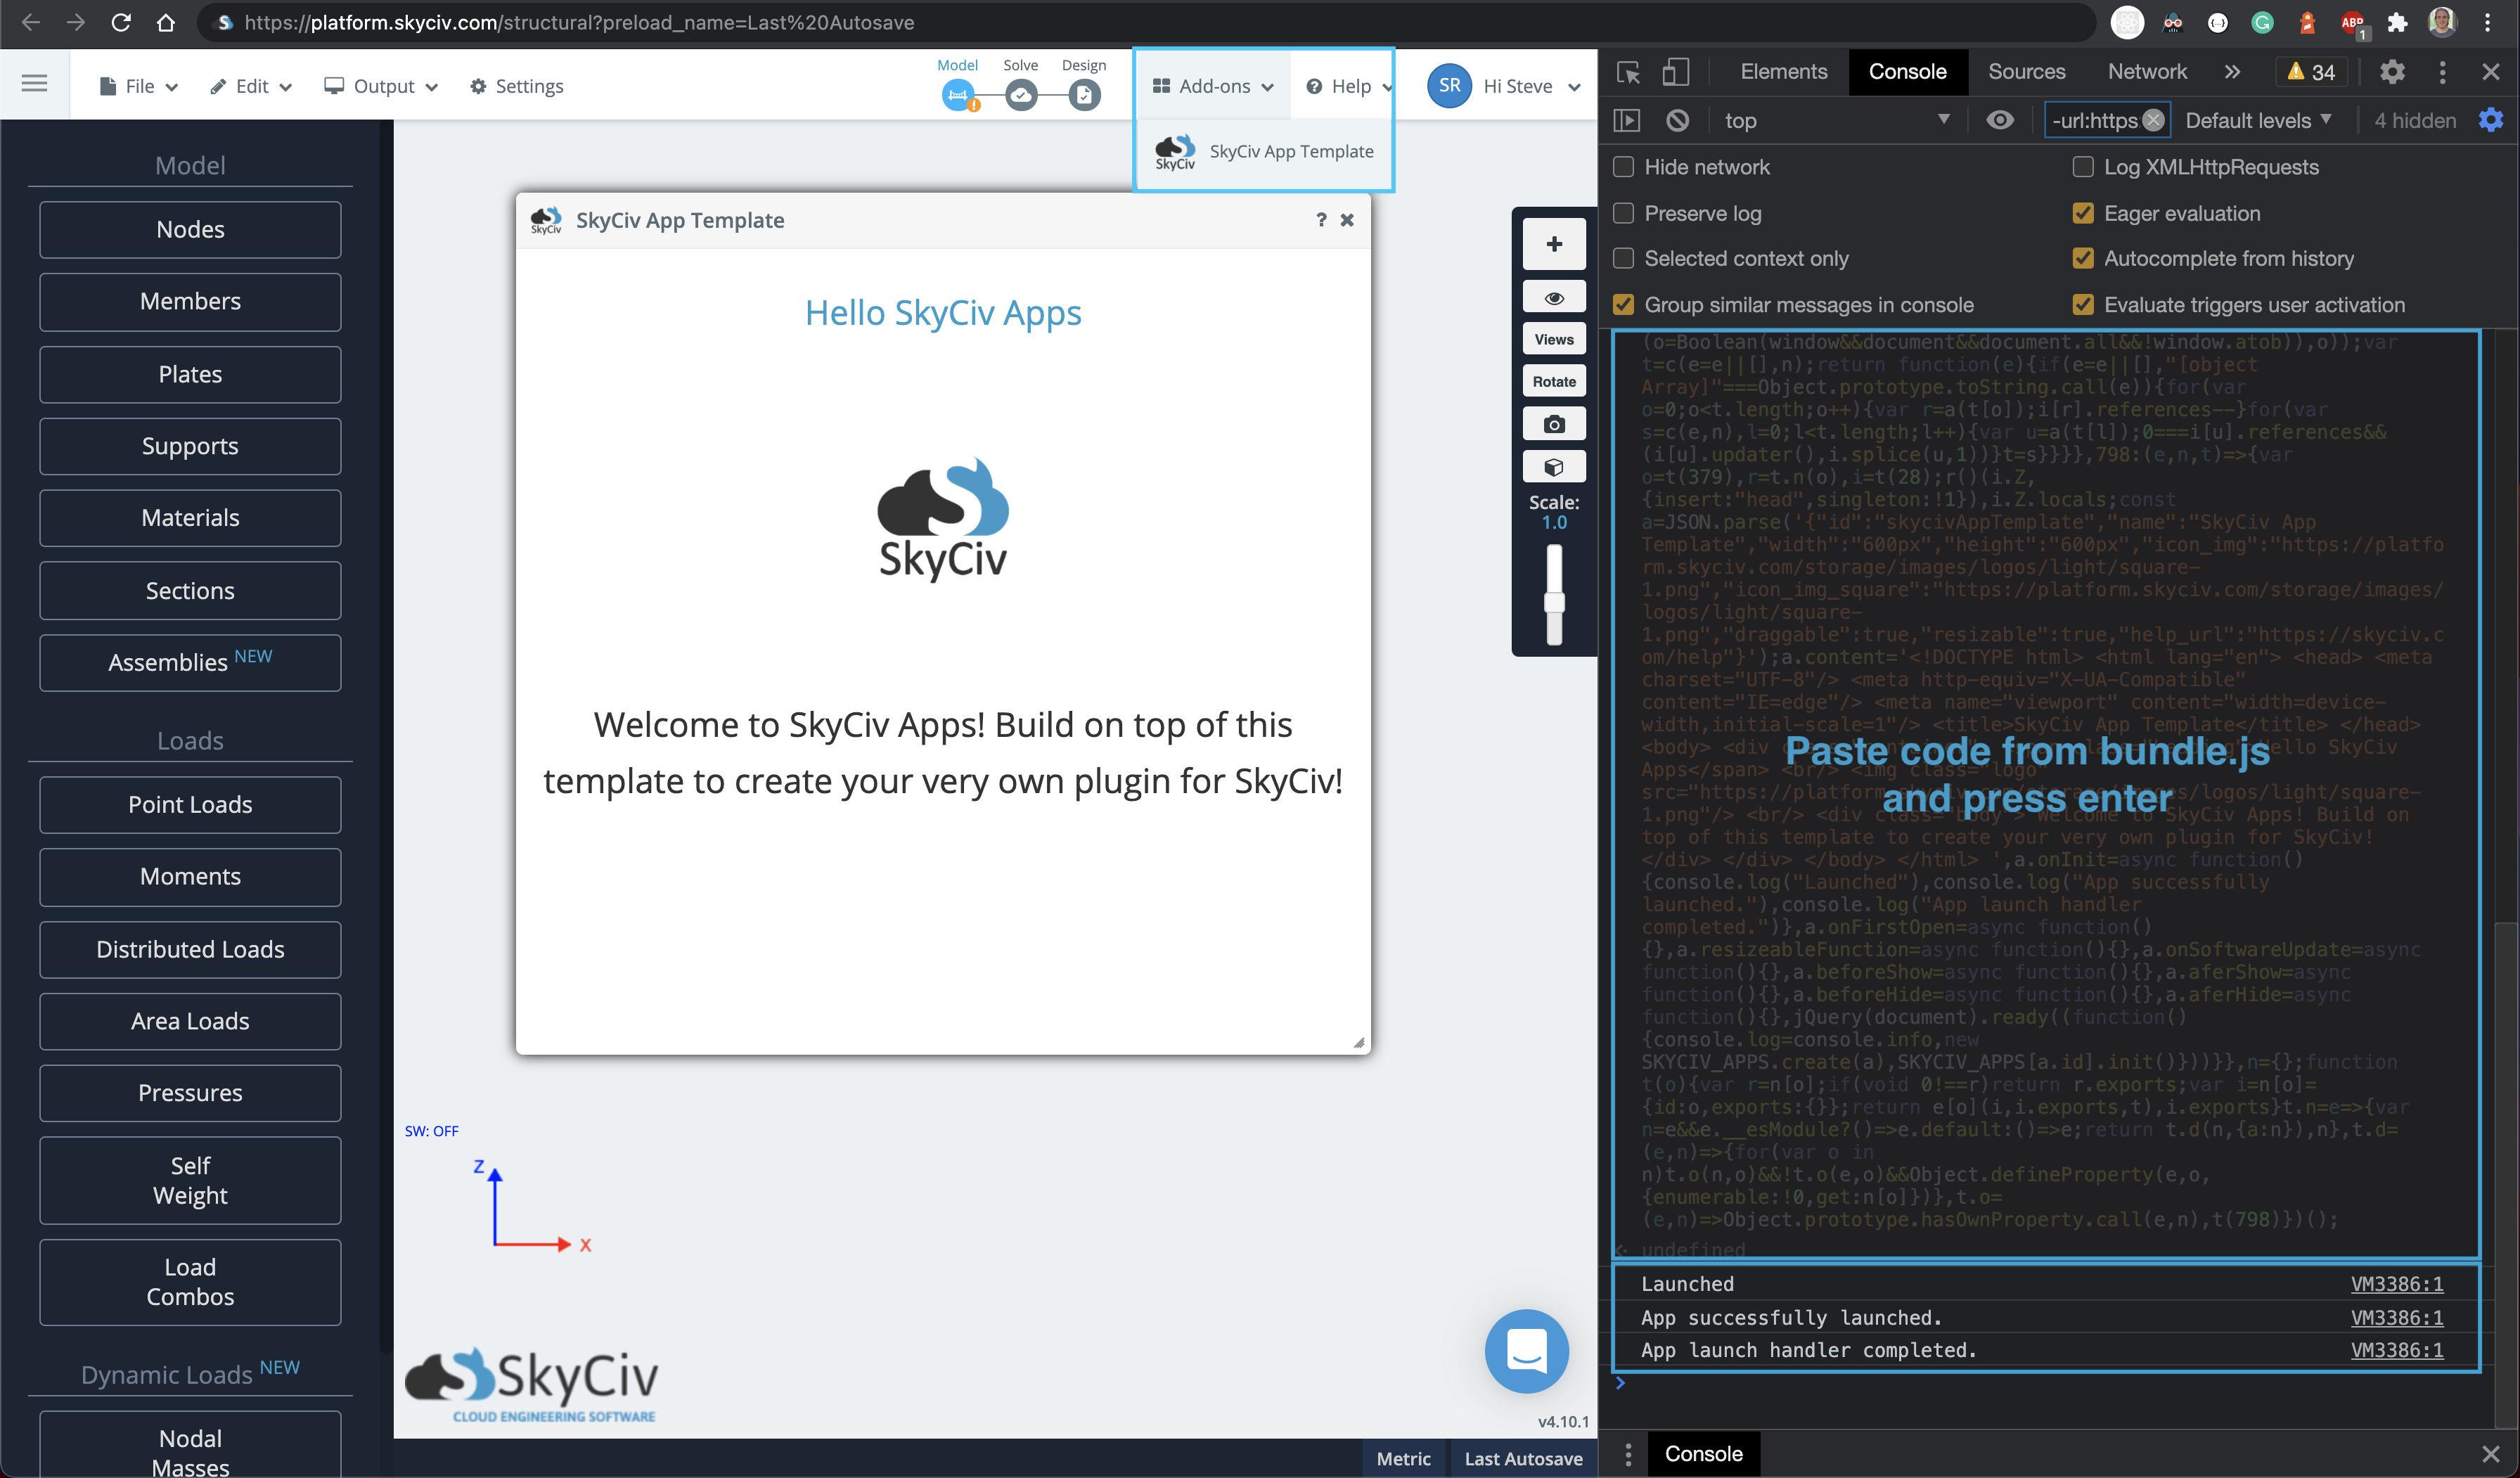 https://platform.skyciv.com/structural?preload_name=Last%20Autosave
ABP
1
File
Edit
Output
Settings
Model
Solve
Design
Add-ons
Help
SR
Hi Steve
SkyCiv
SkyCiv App Template
Model
Nodes
Members
Plates
Supports
Materials
Sections
Assemblies NEW
Loads
Point Loads
Moments
Distributed Loads
Area Loads
Pressures
Self
Weight
Load
Combos
Dynamic Loads NEW
Nodal
Masses
SkyCiv
SkyCiv App Template
?
Hello SkyCiv Apps
SkyCiv
Welcome to SkyCiv Apps! Build on top of this
template to create your very own plugin for SkyCiv!
Views
Rotate
Scale:
1.0
SW: OFF
Z
X
SkyCiv
CLOUD ENGINEERING SOFTWARE
v4.10.1
Metric
Last Autosave
Elements
Console
Sources
Network
34
top
-url:https
Default levels
4 hidden
Hide network
Log XMLHttpRequests
Preserve log
Eager evaluation
Selected context only
Autocomplete from history
Group similar messages in console
Evaluate triggers user activation
(o=Boolean(window&&document&&document.all&&!window.atob)),o));var
t=c(e=e||[],n);return function(e){if(e=e||[],"[object
Array]"===Object.prototype.toString.call(e)){for(var
o=0;o<t.length;o++){var r=a(t[o]);i[r].references--}for(var
s=c(e,n),l=0;l<t.length;l++){var u=a(t[l]);0===i[u].references&&
(i[u].updater(),i.splice(u,1))}t=s}}}},798:(e,n,t)=>{var
o=t(379),r=t.n(o),i=t(28);r()(i.Z,
{insert:"head",singleton:!1}),i.Z.locals;const
a=JSON.parse('{"id":"skycivAppTemplate","name":"SkyCiv App
Template","width":"600px","height":"600px","icon_img":"https://platfo
rm.skyciv.com/storage/images/logos/light/square-
1.png","icon_img_square":"https://platform.skyciv.com/storage/images/
logos/light/square-
1.png","draggable":true,"resizable":true,"help_url":"https://skyciv.c
om/help"}');a.content='<!DOCTYPE html> <html lang="en"> <head> <meta
charset="UTF-8"/> <meta http-equiv="X-UA-Compatible"
content="IE=edge"/> <meta name="viewport" content="width=device-
width,initial-scale=1"/> <title>SkyCiv App Template</title> </head>
<body> <div Hello SkyCiv
Paste code from bundle.js
Apps</span> <br/> <img class="logo"
src="https://platform /logos/light/square-
and press enter
1.png"/> <br/> <div class="body"> Welcome to SkyCiv Apps! Build on
top of this template to create your very own plugin for SkyCiv!
</div> </div> </body> </html> ',a.onInit=async function()
{console.log("Launched"),console.log("App successfully
launched."),console.log("App launch handler
completed.")},a.onFirstOpen=async function()
{},a.resizeableFunction=async function(){},a.onSoftwareUpdate=async
function(){},a.beforeShow=async function(){},a.aferShow=async
function(){},a.beforeHide=async function(){},a.aferHide=async
function(){},jQuery(document).ready((function()
{console.log=console.info,new
SKYCIV_APPS.create(a),SKYCIV_APPS[a.id].init()}))}},n={};function
t(o){var r=n[o];if(void 0!==r)return r.exports;var i=n[o]=
{id:o,exports:{}};return e[o](i,i.exports,t),i.exports}t.n=e=>{var
n=e&&e.__esModule?()=>e.default:()=>e;return t.d(n,{a:n}),n},t.d=
(e,n)=>{for(var o in
n)t.o(n,o)&&!t.o(e,o)&&Object.defineProperty(e,o,
{enumerable:!0,get:n[o]})},t.o=
(e,n)=>Object.prototype.hasOwnProperty.call(e,n),t(798)})();
undefined
Launched VM3386:1
App successfully launched. VM3386:1
App launch handler completed. VM3386:1
Console